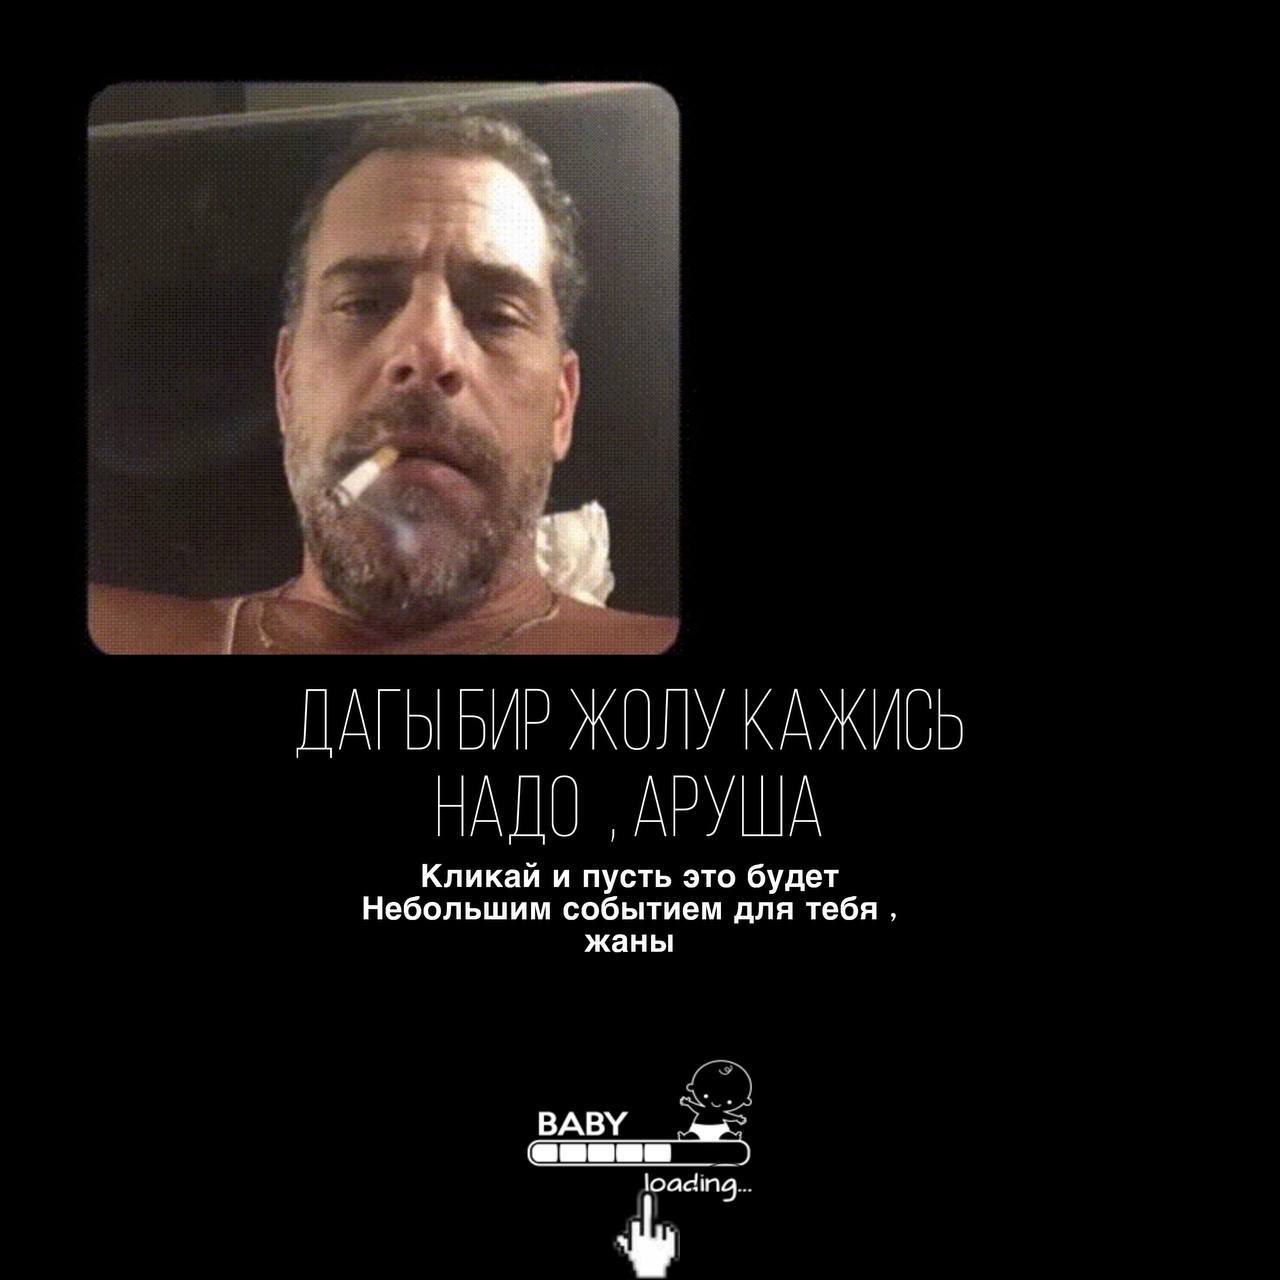 ДАГЫ БИР ЖОЛУ КАЖИСЬ
НАДО , АРУША
Кликай и пусть это будет
Небольшим событием для тебя ,
жаны
BABY
loading...